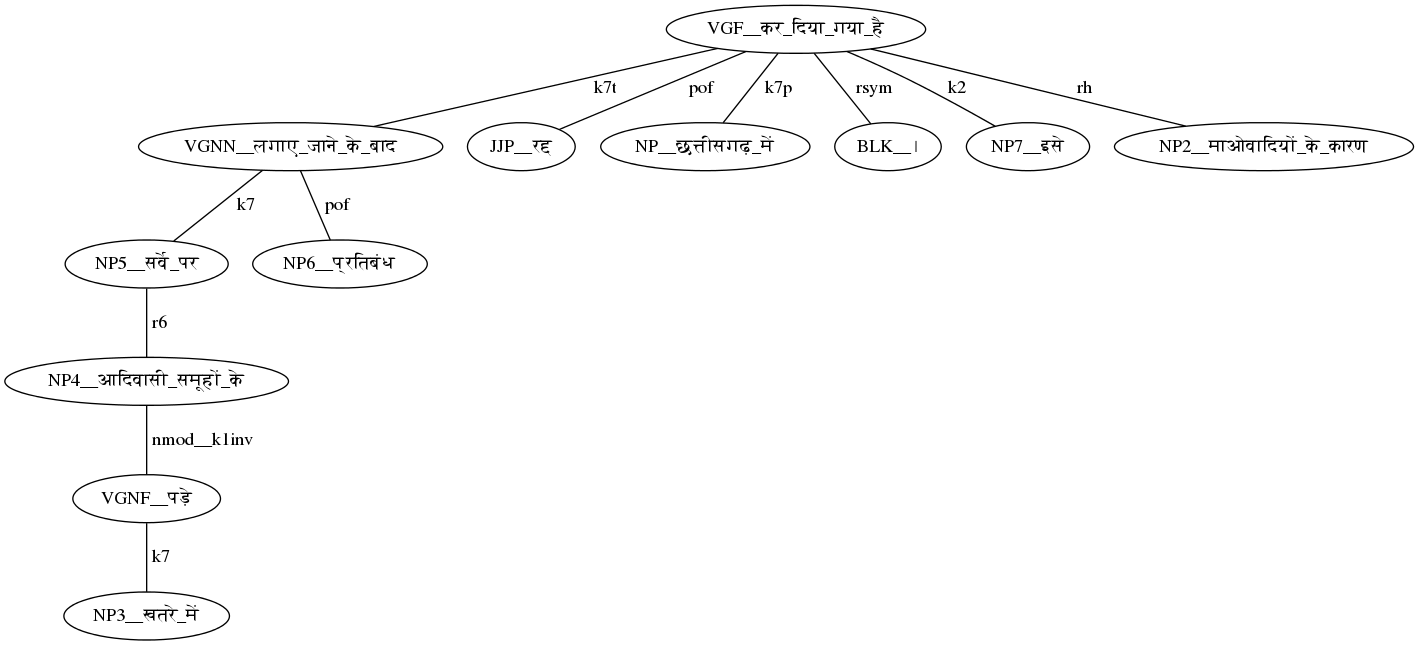 VGF__कर_दिया_गया_है
k7t
pof
k7p
rsym
k2
rh
VGNN__लगाए_जाने_के_बाद
JJP__रद्द
NP__छत्तीसगढ़_में
BLK__।
NP7__इसे
NP2__माओवादियों_के_कारण
k7
pof
NP5__सर्वे_पर
NP6__प्रतिबंध
r6
NP4__आदिवासी_समूहों_के
nmod__k1inv
VGNF__पड़े
k7
NP3__खतरे_में